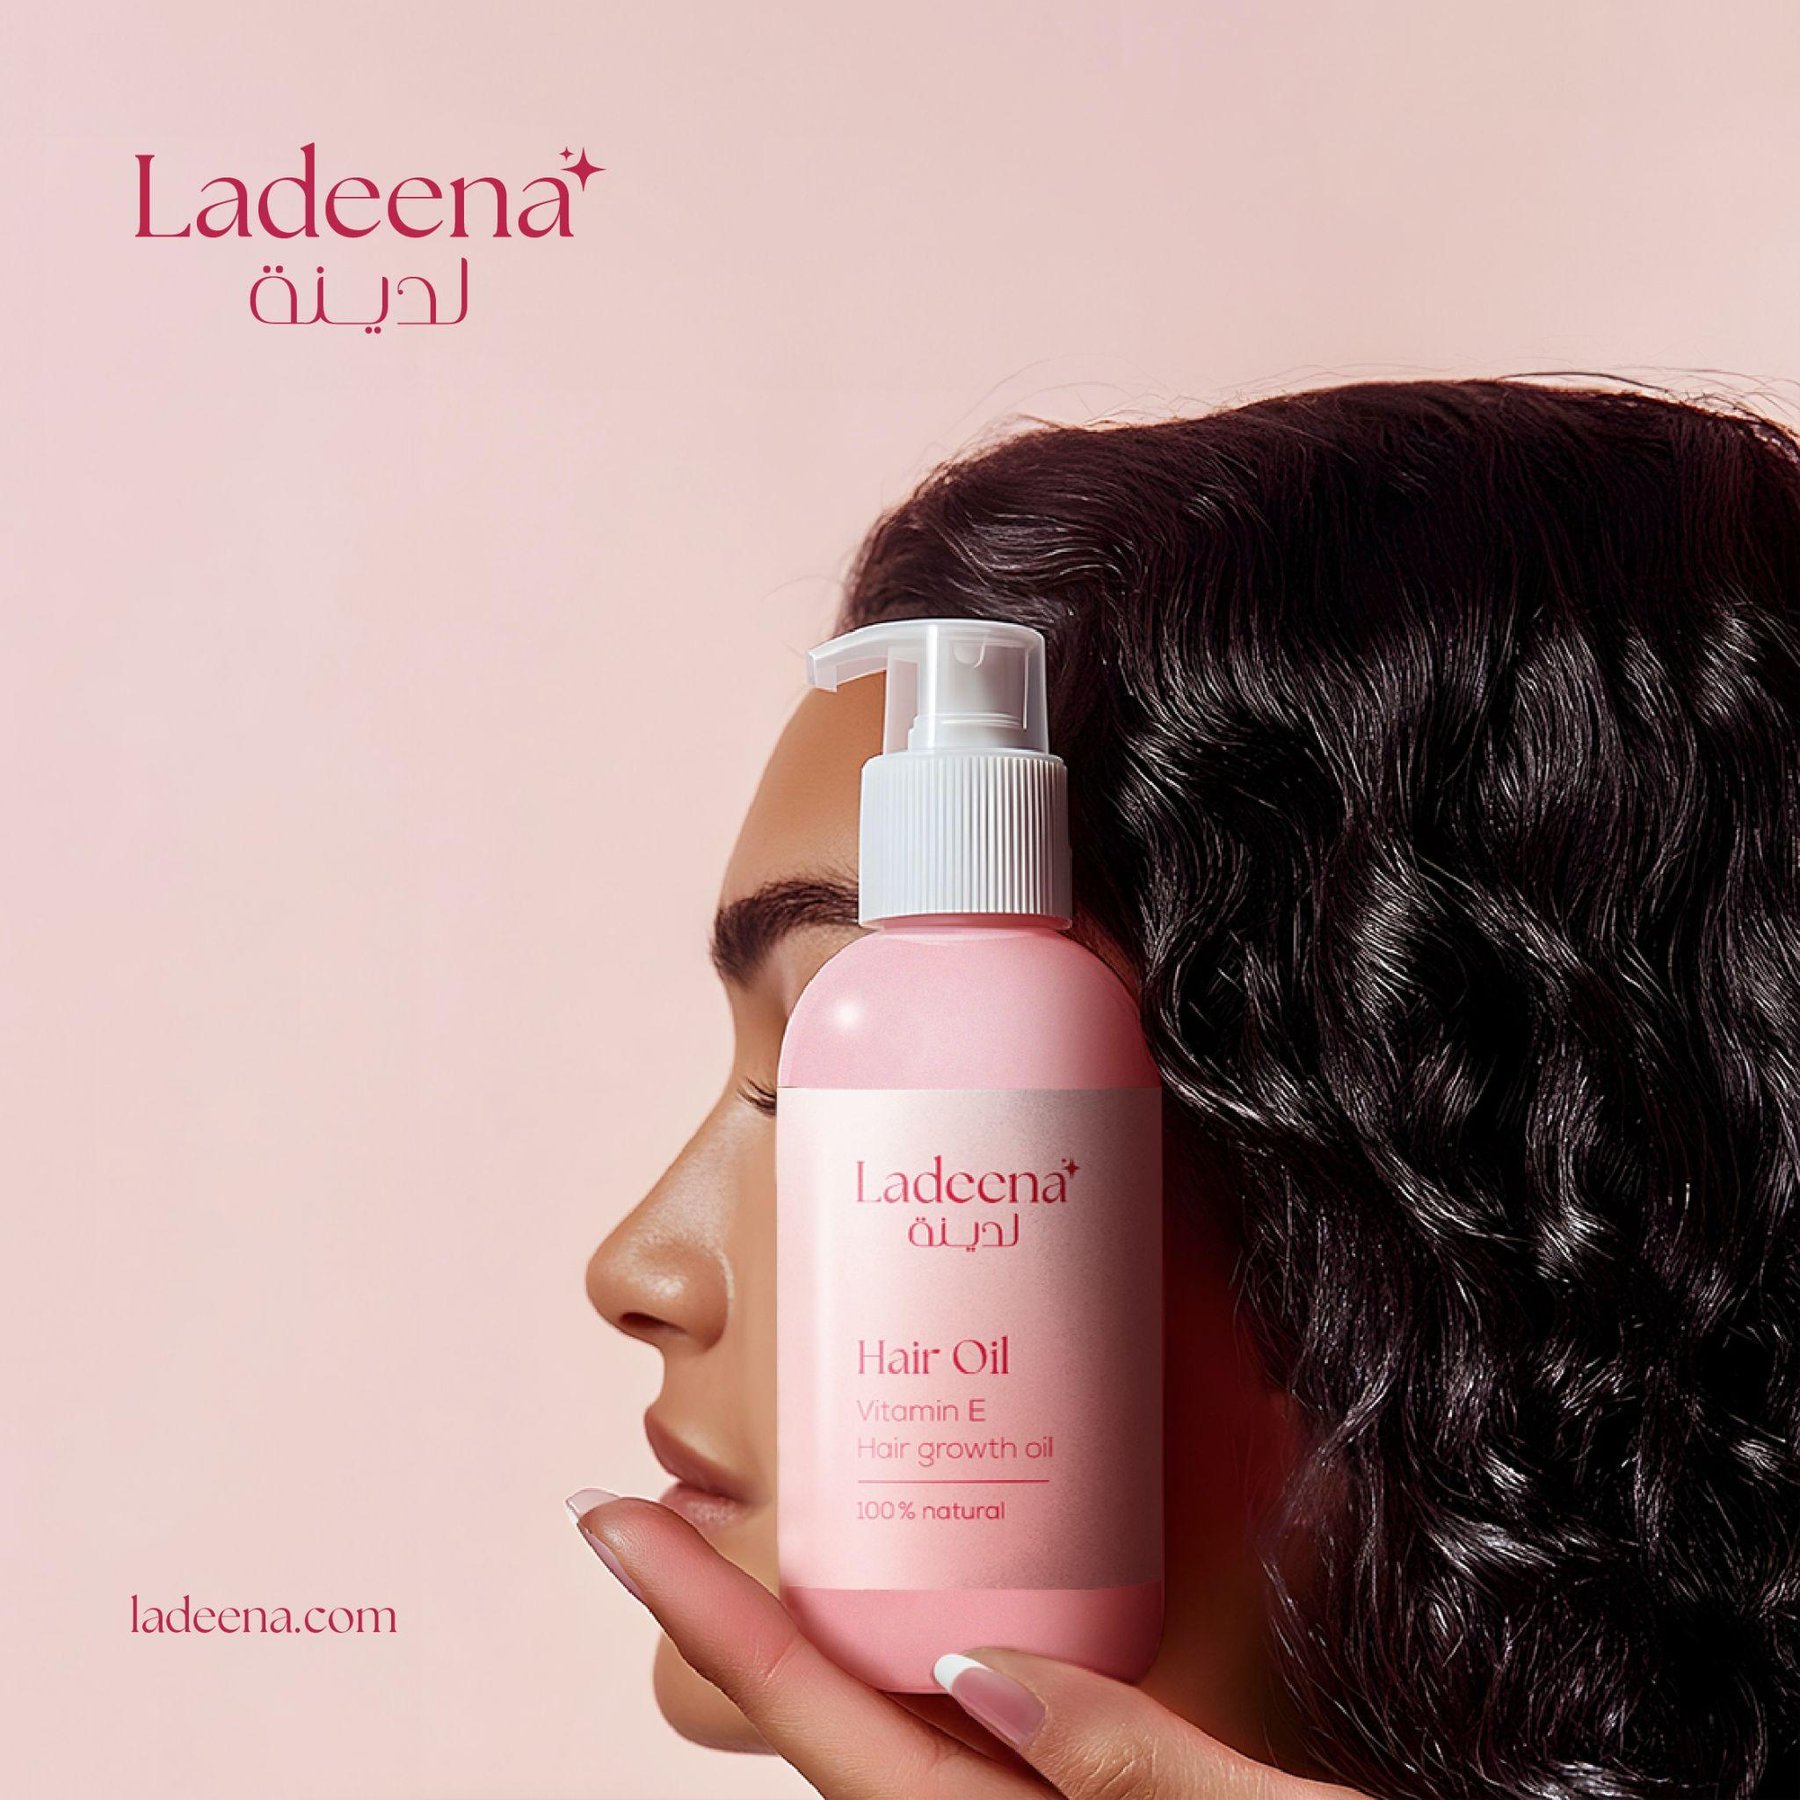 Ladeena
لدينة
Ladeena
لدينة
Hair Oil
Vitamin E
Hair growth oil
100% natural
ladeena.com